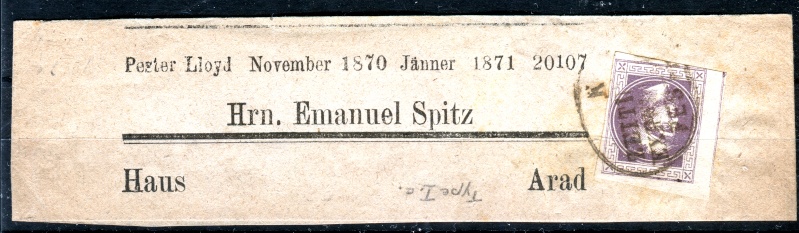 Pester Lloyd November 1870 Jänner 1871 20107
Hrn. Emanuel Spitz
Haus Arad
Type I c.